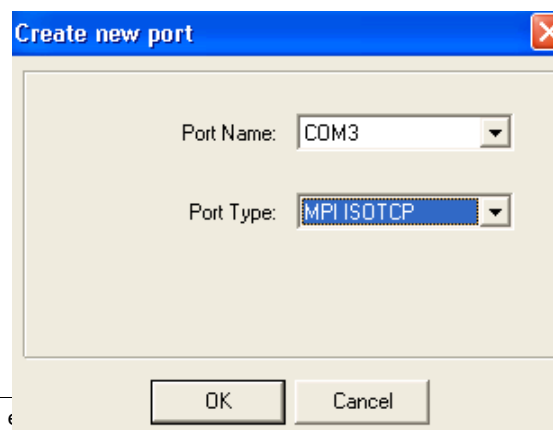 Create new port
Port Name: COM3
Port Type: MPI ISOTCP
OK Cancel